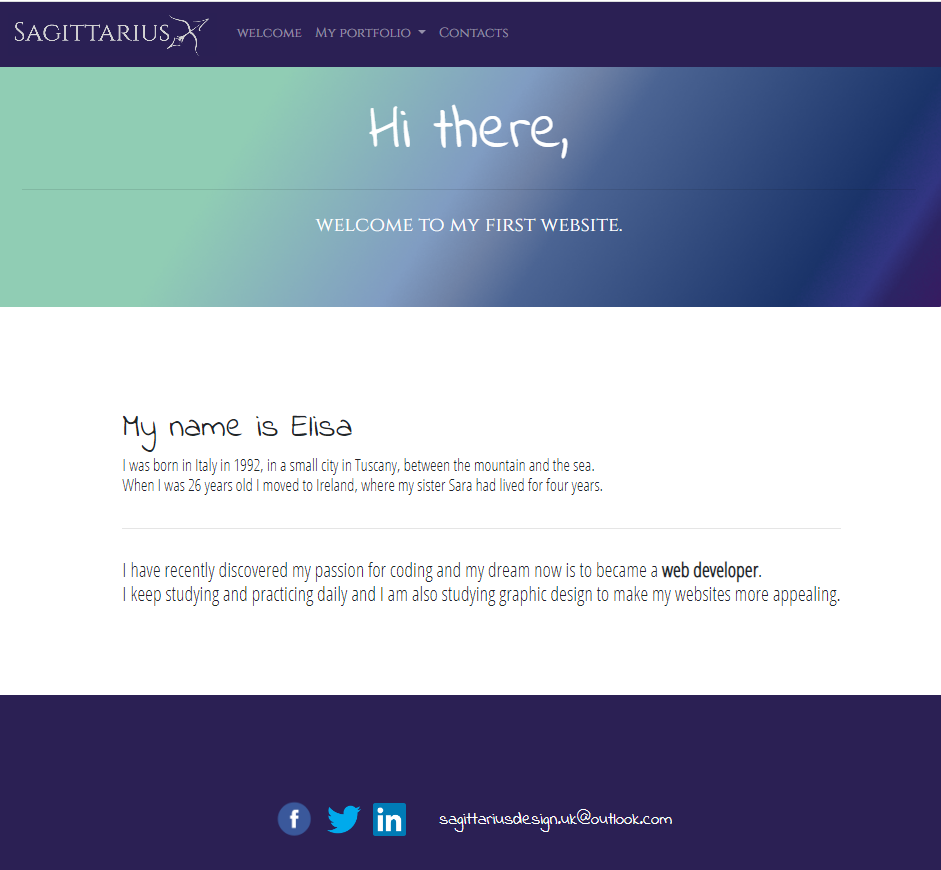 Sagittarius
welcome My portfolio Contacts
Hi there,
welcome to my first website.
My name is Elisa
I was born in Italy in 1992, in a small city in Tuscany, between the mountain and the sea.
When I was 26 years old I moved to Ireland, where my sister Sara had lived for four years.
I have recently discovered my passion for coding and my dream now is to became a web developer.
I keep studying and practicing daily and I am also studying graphic design to make my websites more appealing.
f in sagittariusdesign.uk@outlook.com